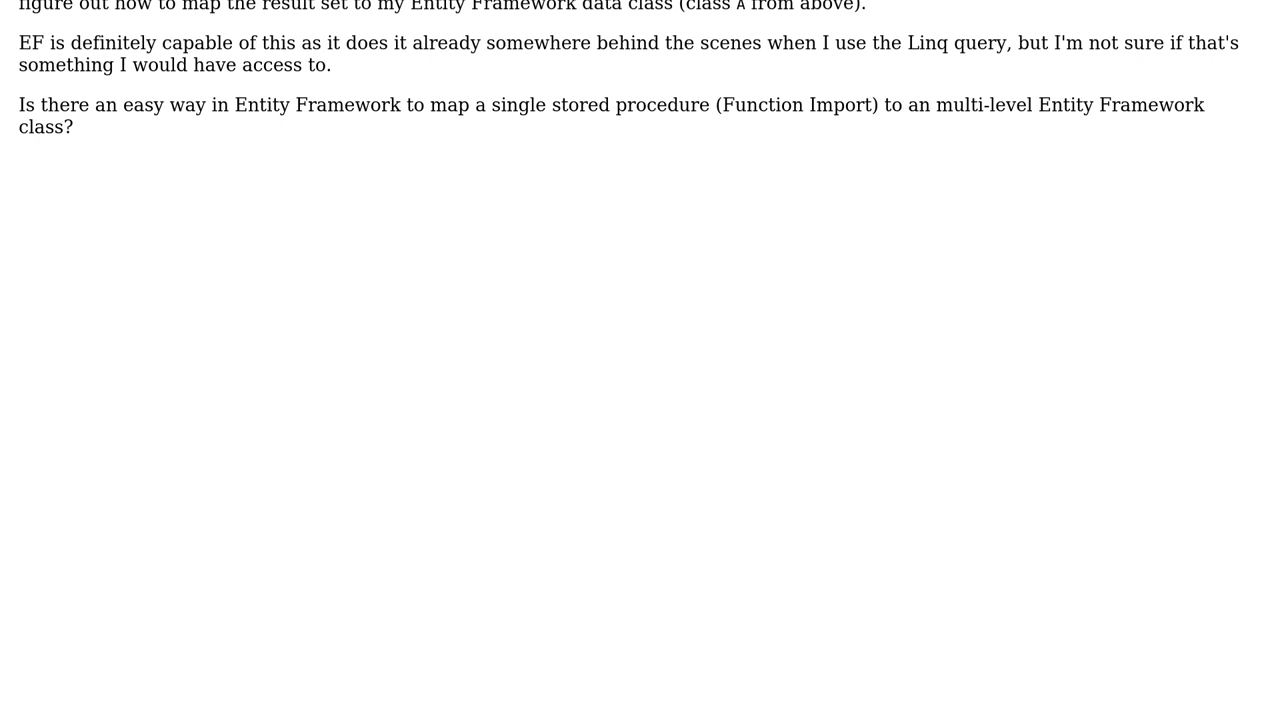 figure out how to map the result set to my Entity Framework data class (class A from above).
EF is definitely capable of this as it does it already somewhere behind the scenes when I use the Linq query, but I'm not sure if that's
something I would have access to.
Is there an easy way in Entity Framework to map a single stored procedure (Function Import) to an multi-level Entity Framework
class?